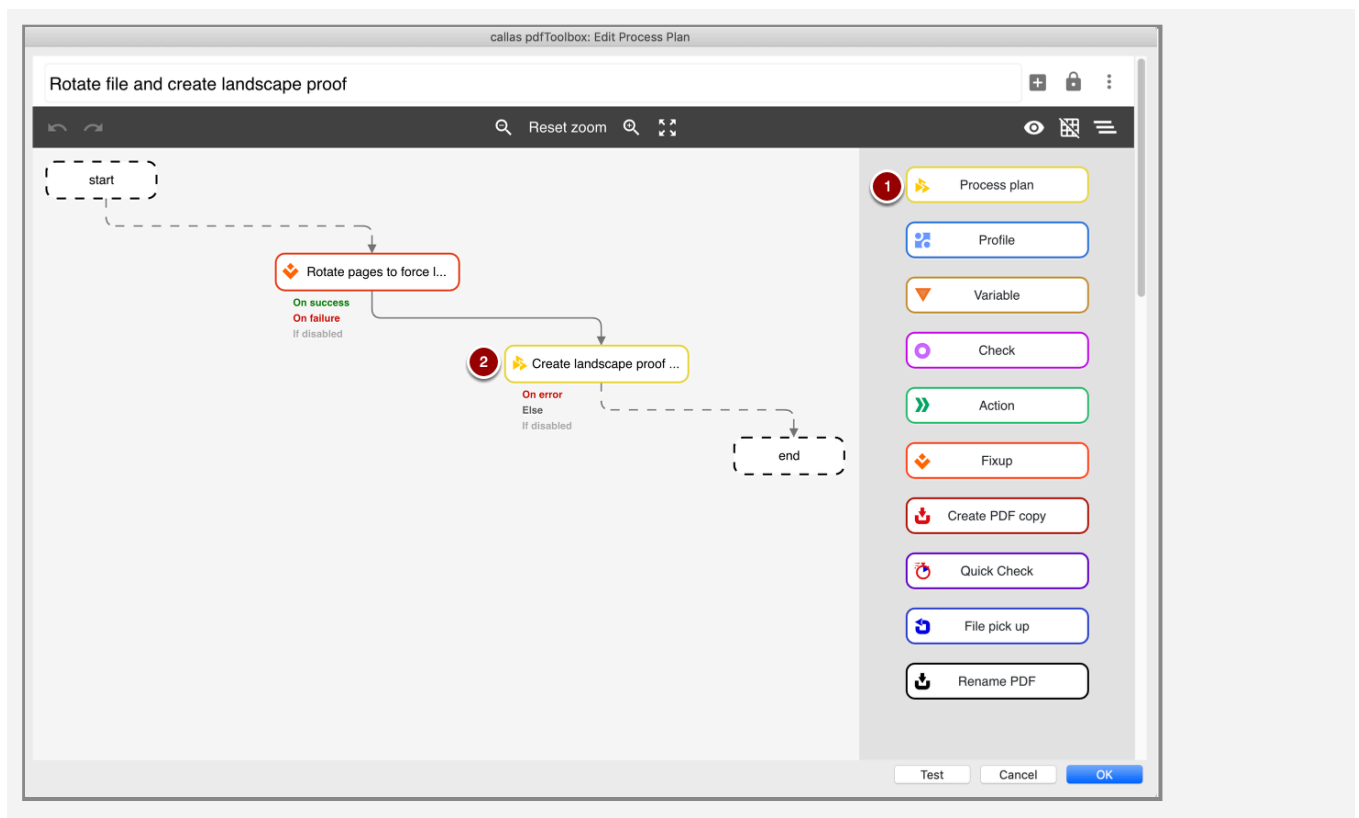 callas pdfToolbox: Edit Process Plan
Rotate file and create landscape proof
Reset zoom
start
Rotate pages to force l...
On success
On failure
If disabled
2
Create landscape proof ...
On error
Else
If disabled
end
1
Process plan
Profile
Variable
Check
Action
Fixup
Create PDF copy
Quick Check
File pick up
Rename PDF
Test
Cancel
OK